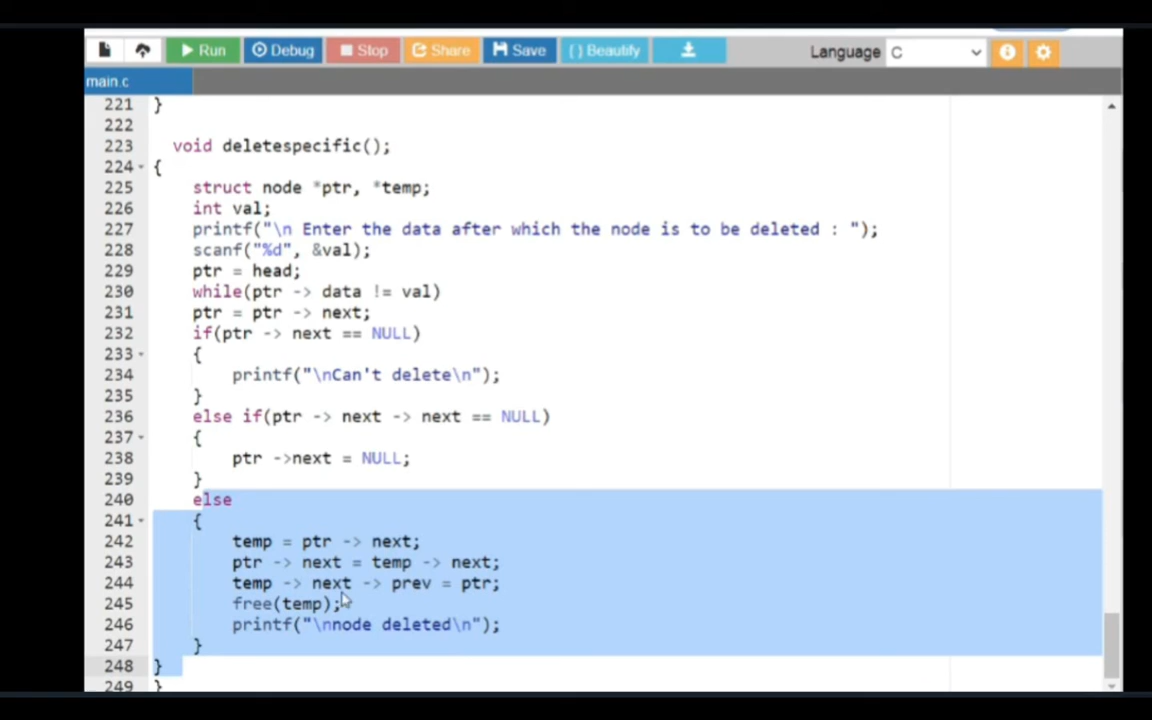 Run Debug Stop Share Save { } Beautify Language C
main.c
221 }
222
223 void deletespecific();
224 {
225 struct node *ptr, *temp;
226 int val;
227 printf("\n Enter the data after which the node is to be deleted : ");
228 scanf("%d", &val);
229 ptr = head;
230 while(ptr -> data != val)
231 ptr = ptr -> next;
232 if(ptr -> next == NULL)
233 {
234 printf("\nCan't delete\n");
235 }
236 else if(ptr -> next -> next == NULL)
237 {
238 ptr ->next = NULL;
239 }
240 else
241 {
242 temp = ptr -> next;
243 ptr -> next = temp -> next;
244 temp -> next -> prev = ptr;
245 free(temp);
246 printf("\nnode deleted\n");
247 }
248 }
249 }